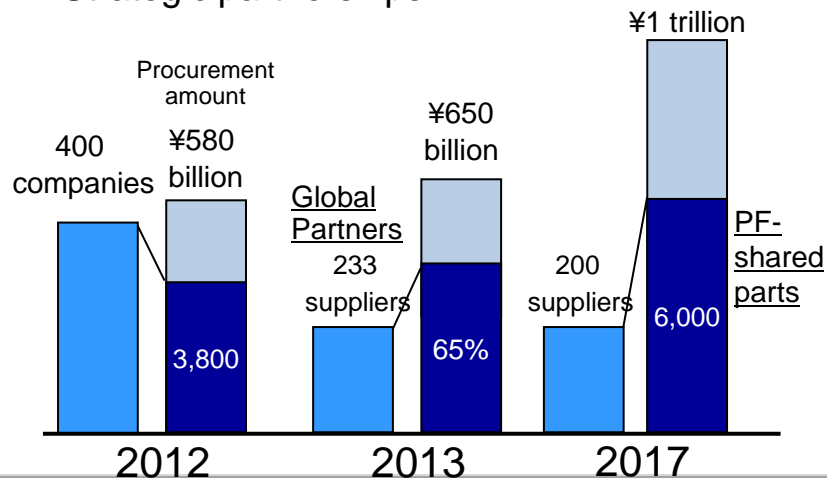 ¥1 trillion
Procurement
amount
400
companies
¥580
billion
¥650
billion
Global
Partners
233
suppliers
200
suppliers
PF-
shared
parts
3,800
65%
6,000
2012
2013
2017